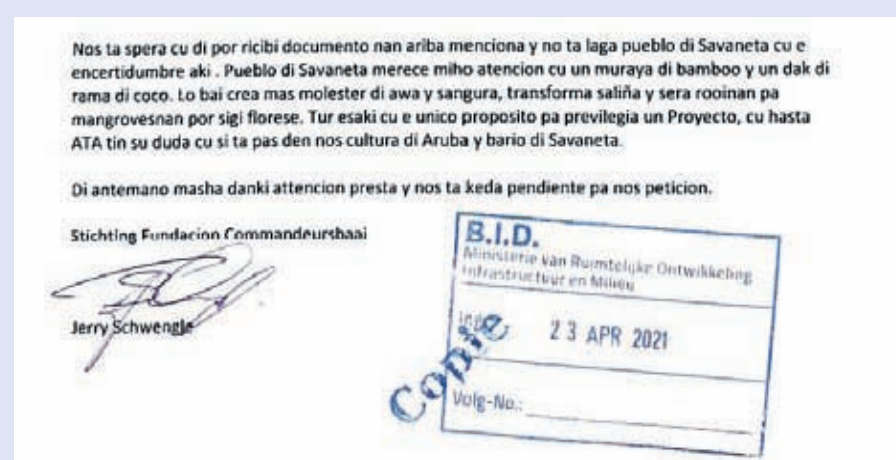 Nos ta spera cu di por ricibi documento nan ariba menciona y no ta laga pueblo di Savaneta cu e
encertidumbre aki . Pueblo di Savaneta merece miho atencion cu un muraya di bamboo y un dak di
rama di coco. Lo bai crea mas molester di awa y sangura, transforma saliña y sera rooinan pa
mangrovesnan por sigi florese. Tur esaki cu e unico proposito pa previlegia un Proyecto, cu hasta
ATA tin su duda cu si ta pas den nos cultura di Aruba y bario di Savaneta.
Di antemano masha danki attencion presta y nos ta keda pendiente pa nos peticion.
Stichting Fundacion Commandeursbaai
Jerry Schwengle
B.I.D.
Ministerie van Ruimtelijke Ontwikkeling
Infrastructuur en Milieu
23 APR 2021
Copie
Volg-No.: